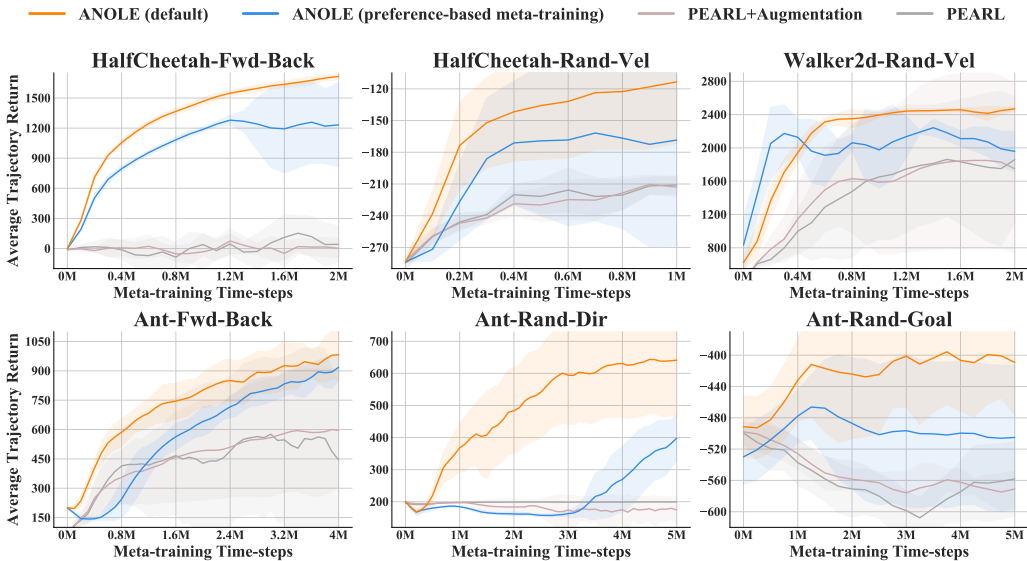 ANOLE (default) ANOLE (preference-based meta-training) PEARL+Augmentation PEARL
HalfCheetah-Fwd-Back HalfCheetah-Rand-Vel Walker2d-Rand-Vel
Average Trajectory Return
1500
1200
900
600
300
0
0M 0.4M 0.8M 1.2M 1.6M 2M
Meta-training Time-steps
−120
−150
−180
−210
−240
−270
0M 0.2M 0.4M 0.6M 0.8M 1M
Meta-training Time-steps
2800
2400
2000
1600
1200
800
0M 0.4M 0.8M 1.2M 1.6M 2M
Meta-training Time-steps
Ant-Fwd-Back Ant-Rand-Dir Ant-Rand-Goal
Average Trajectory Return
1050
900
750
600
450
300
150
0M 0.8M 1.6M 2.4M 3.2M 4M
Meta-training Time-steps
700
600
500
400
300
200
0M 1M 2M 3M 4M 5M
Meta-training Time-steps
−400
−440
−480
−520
−560
−600
0M 1M 2M 3M 4M 5M
Meta-training Time-steps